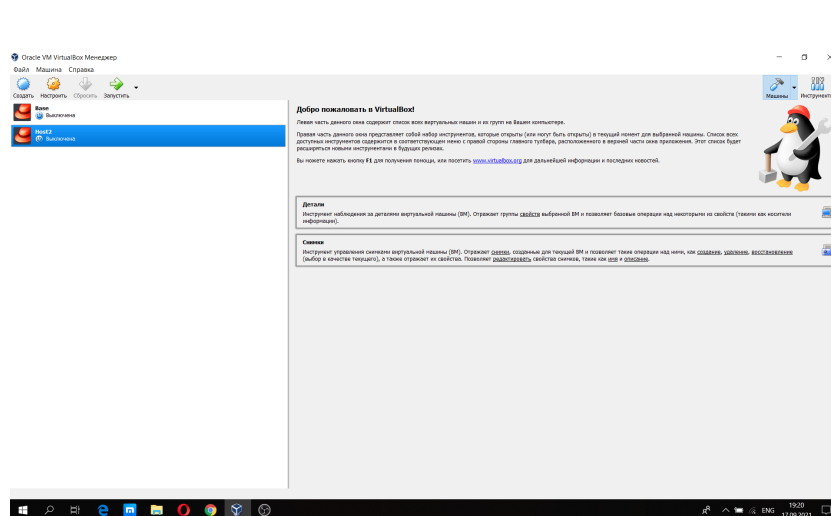 Oracle VM VirtualBox Менеджер
Файл Машина Справка
Создать Настроить Сбросить Запустить
Машины Инструмент
Base
Выключена
Host2
Выключена
Добро пожаловать в VirtualBox!
Левая часть данного окна содержит список всех виртуальных машин и их групп на Вашем компьютере.
Правая часть данного окна представляет собой набор инструментов, которые открыты (или могут быть открыты) в текущий момент для выбранной машины. Список всех
доступных инструментов содержится в соответствующем меню с правой стороны главного тулбара, расположенного в верхней части окна приложения. Этот список будет
расширяться новыми инструментами в будущих релизах.
Вы можете нажать кнопку F1 для получения помощи, или посетить www.virtualbox.org для дальнейшей информации и последних новостей.
Детали
Инструмент наблюдения за деталями виртуальной машины (ВМ). Отражает группы свойств выбранной ВМ и позволяет базовые операции над некоторыми из свойств (такими как носители
информации).
Снимки
Инструмент управления снимками виртуальной машины (ВМ). Отражает снимки, созданные для текущей ВМ и позволяет такие операции над ними, как создание, удаление, восстановление
(выбор в качестве текущего), а также отражает их свойства. Позволяет редактировать свойства снимков, такие как имя и описание.
ENG
19:20
17.09.2021